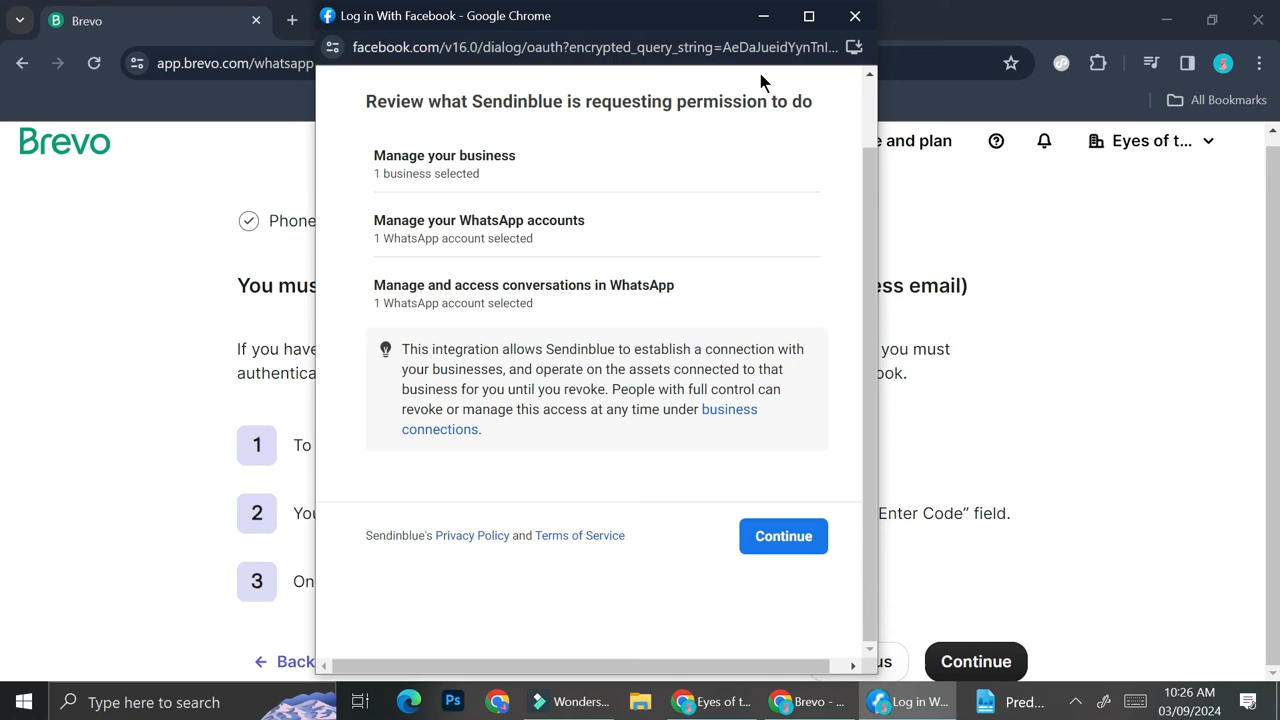 Brevo
Log in With Facebook - Google Chrome
app.brevo.com/whatsapp
facebook.com/v16.0/dialog/oauth?encrypted_query_string=AeDaJueidYynTnl...
All Bookmarks
Brevo
e and plan
Eyes of t...
Review what Sendinblue is requesting permission to do
Manage your business
1 business selected
Manage your WhatsApp accounts
1 WhatsApp account selected
Manage and access conversations in WhatsApp
1 WhatsApp account selected
This integration allows Sendinblue to establish a connection with
your businesses, and operate on the assets connected to that
business for you until you revoke. People with full control can
revoke or manage this access at any time under business
connections.
Sendinblue's Privacy Policy and Terms of Service
Continue
Phone
You mus
ess email)
If you have
you must
authentica
ook.
1 To
2 You
Enter Code” field.
3 On
Back
us
Continue
Type here to search
Ps
Wonders...
Eyes of t...
Brevo - ...
Log in W...
Pred...
10:26 AM
03/09/2024